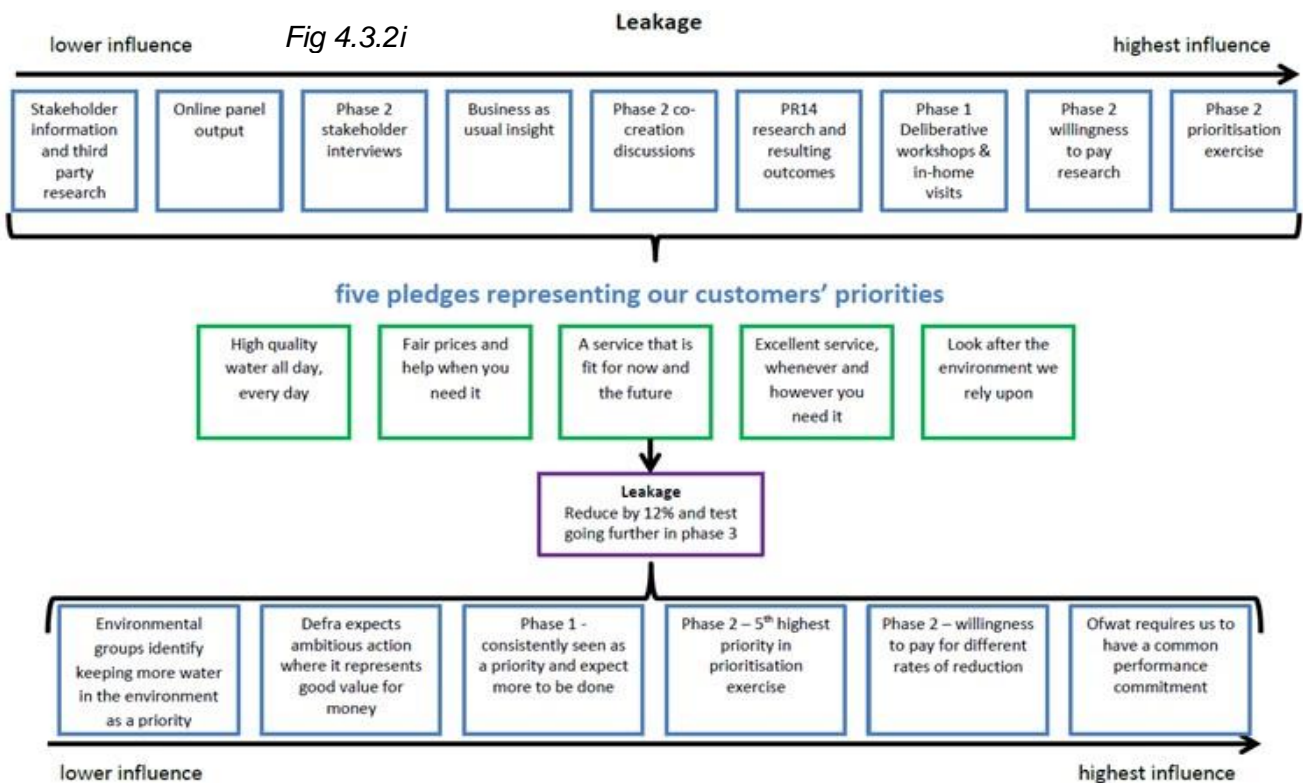 Leakage
Fig 4.3.2i
lower influence
highest influence
Stakeholder
information
and third
party
research
Online panel
output
Phase 2
stakeholder
interviews
Business as
usual insight
Phase 2 co-
creation
discussions
PR14
research and
resulting
outcomes
Phase 1
Deliberative
workshops &
in-home
visits
Phase 2
willingness
to pay
research
Phase 2
prioritisation
exercise
five pledges representing our customers' priorities
High quality
water all day,
every day
Fair prices and
help when you
need it
A service that is
fit for now and
the future
Excellent service,
whenever and
however you
need it
Look after the
environment we
rely upon
Leakage
Reduce by 12% and test
going further in phase 3
Environmental
groups identify
keeping more water
in the environment
as a priority
Defra expects
ambitious action
where it represents
good value for
money
Phase 1 -
consistently seen as
a priority and expect
more to be done
Phase 2 – 5th highest
priority in
prioritisation
exercise
Phase 2 – willingness
to pay for different
rates of reduction
Ofwat requires us to
have a common
performance
commitment
lower influence
highest influence